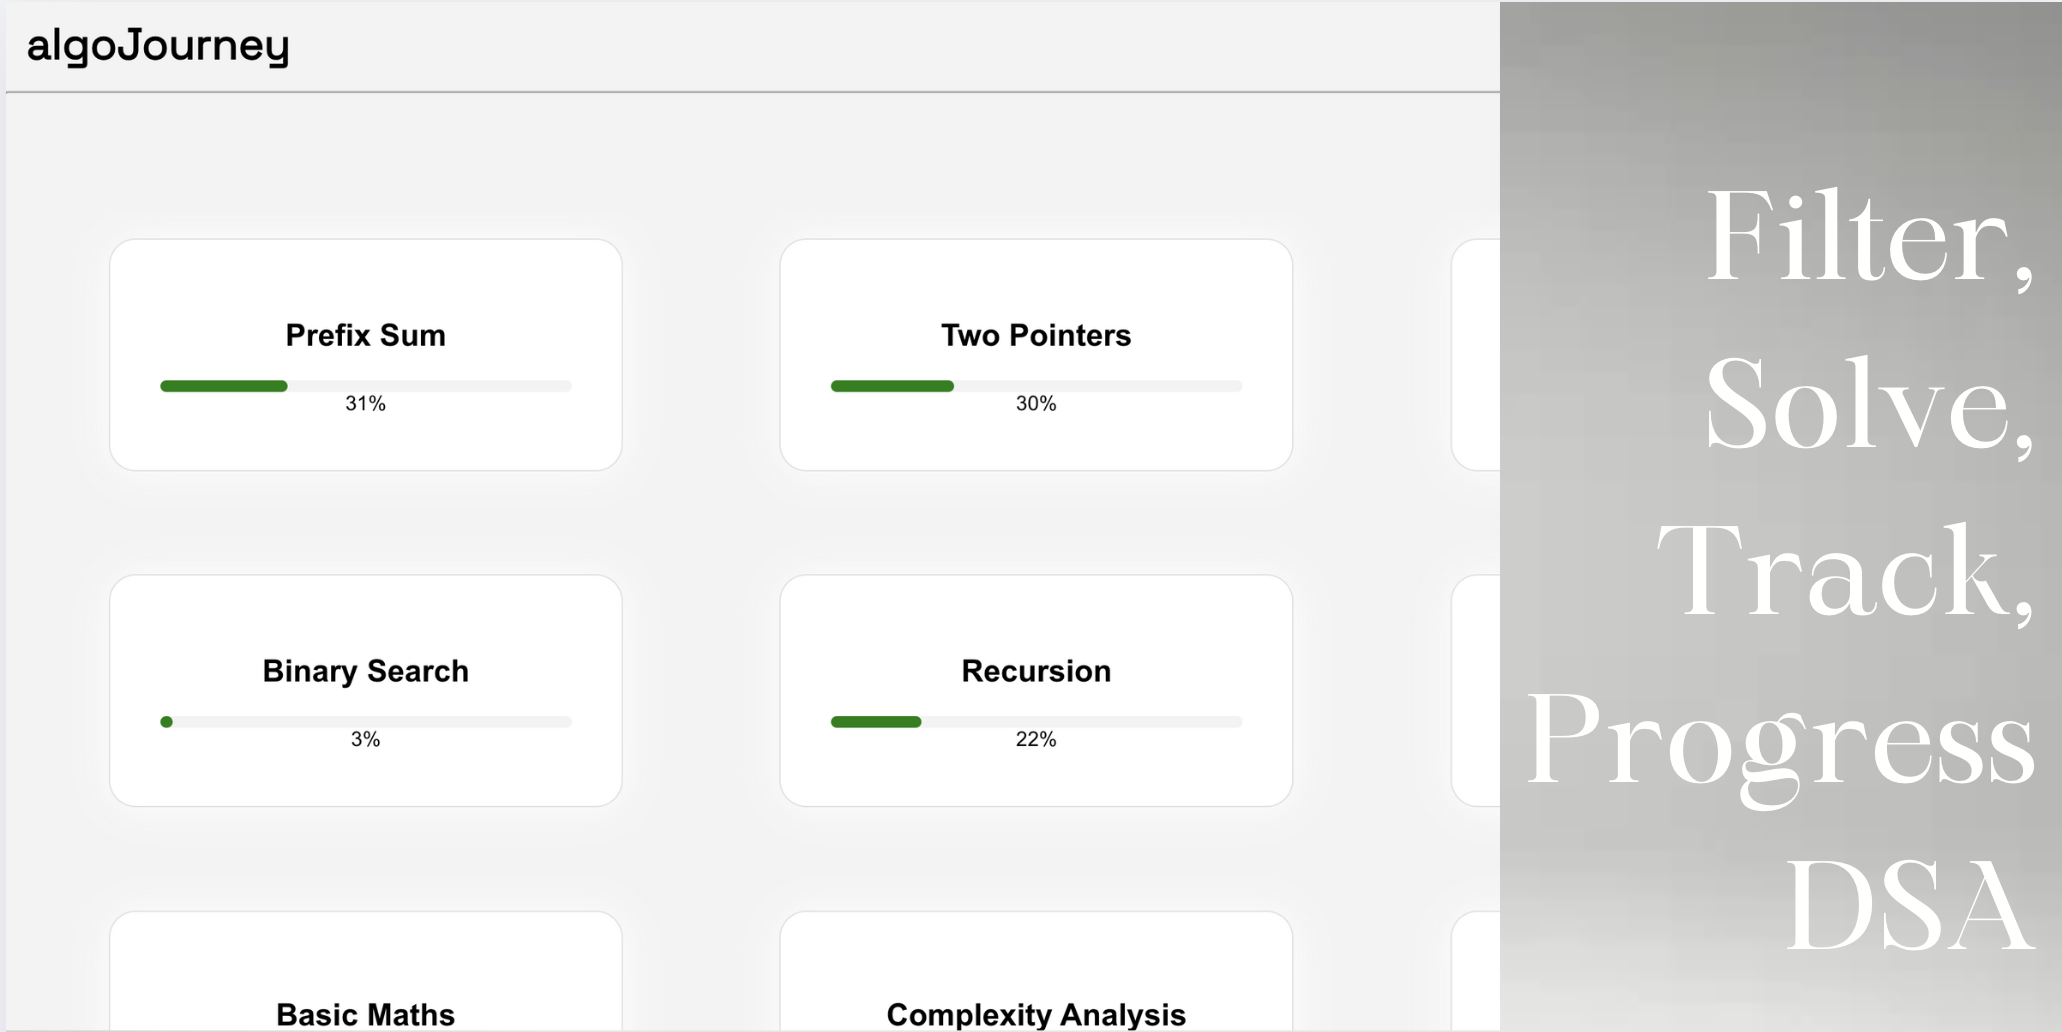 algoJourney
Prefix Sum
31%
Two Pointers
30%
Binary Search
3%
Recursion
22%
Basic Maths
Complexity Analysis
Filter,
Solve,
Track,
Progress
DSA